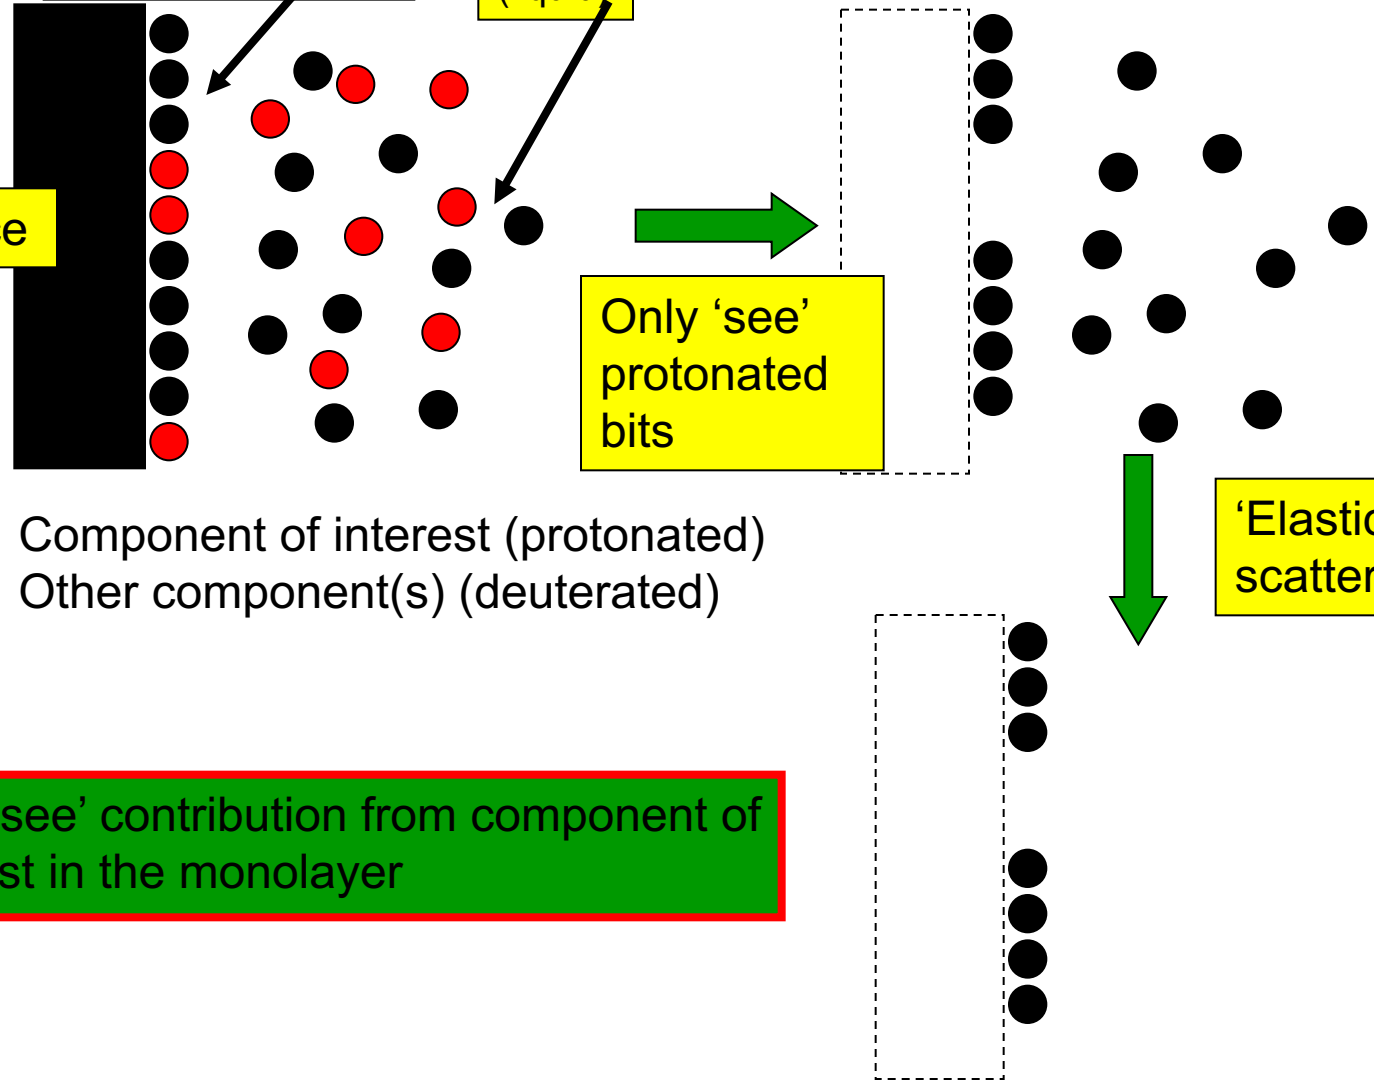 Only ‘see’
protonated
bits
Component of interest (protonated)
Other component(s) (deuterated)
‘Elastic
scatter
see’ contribution from component of
in the monolayer